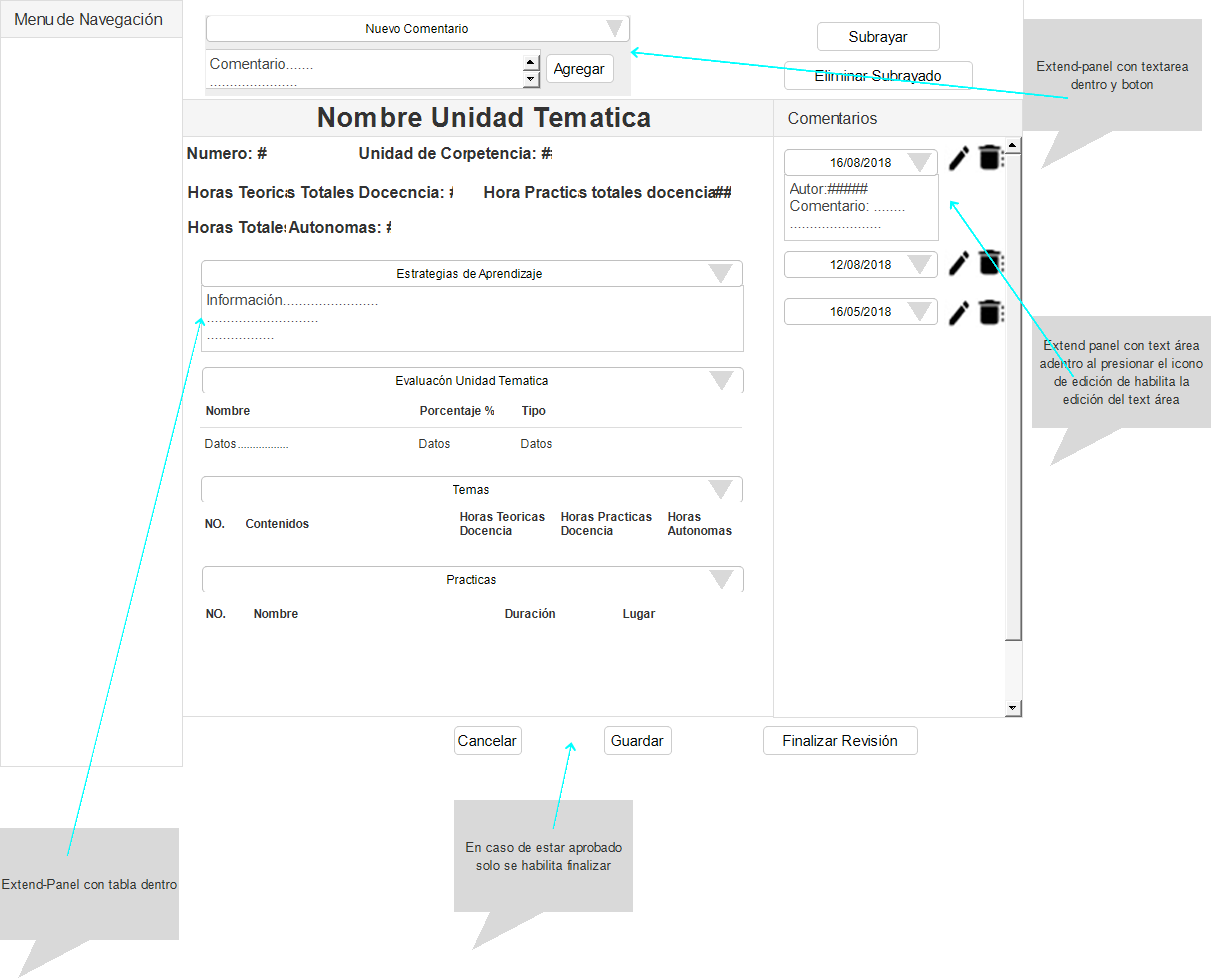 Menu de Navegación
Nuevo Comentario
Comentario.......
......................
Agregar
Subrayar
Eliminar Subrayado
Extend-panel con textarea
dentro y boton
Nombre Unidad Tematica
Numero: #
Unidad de Corpetencia: #
Horas Teorics Totales Docecncia: #
Hora Practics totales docencia##
Horas Totales Autonomas: #
Estrategias de Aprendizaje
Información.......................
...........................
................
Evaluacón Unidad Tematica
Nombre Porcentaje % Tipo
Datos................. Datos Datos
Temas
NO. Contenidos
Horas Teoricas
Docencia
Horas Practicas
Docencia
Horas
Autonomas
Practicas
NO. Nombre Duración Lugar
Comentarios
16/08/2018
Autor:#####
Comentario: ........
.......................
12/08/2018
16/05/2018
Extend panel con text área
adentro al presionar el icono
de edición de habilita la
edición del text área
Cancelar
Guardar
Finalizar Revisión
En caso de estar aprobado
solo se habilita finalizar
Extend-Panel con tabla dentro